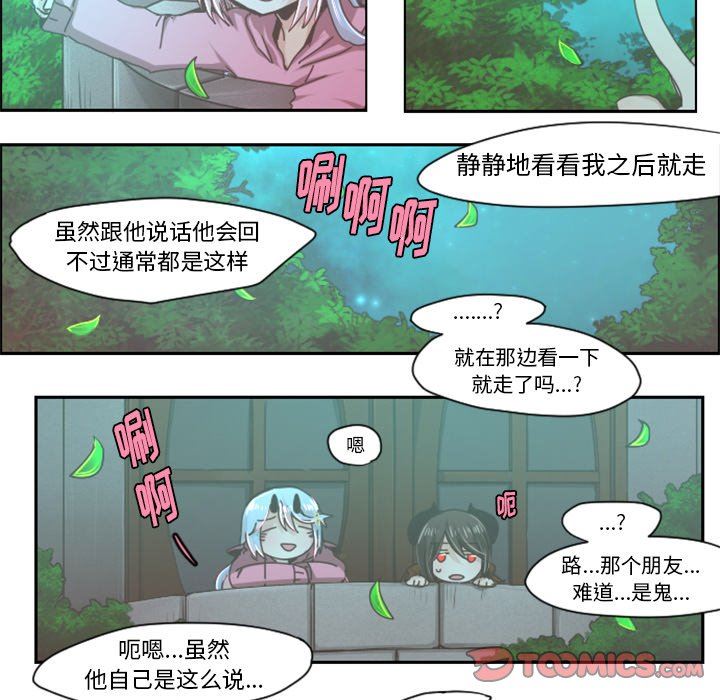 静静地看看我之后就走
唰啊啊
虽然跟他说话他会回
不过通常都是这样
.......?
就在那边看一下
就走了吗...?
唰啊
嗯
呃
...?
路...那个朋友...
难道...是鬼...
呃嗯...虽然
他自己是这么说...
TOOMICS.COM